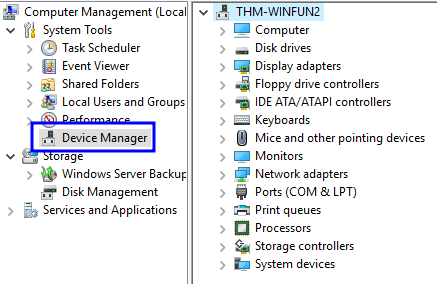 Computer Management (Local
System Tools
Task Scheduler
Event Viewer
Shared Folders
Local Users and Groups
Performance
Device Manager
Storage
Windows Server Backup
Disk Management
Services and Applications
THM-WINFUN2
Computer
Disk drives
Display adapters
Floppy drive controllers
IDE ATA/ATAPI controllers
Keyboards
Mice and other pointing devices
Monitors
Network adapters
Ports (COM & LPT)
Print queues
Processors
Storage controllers
System devices